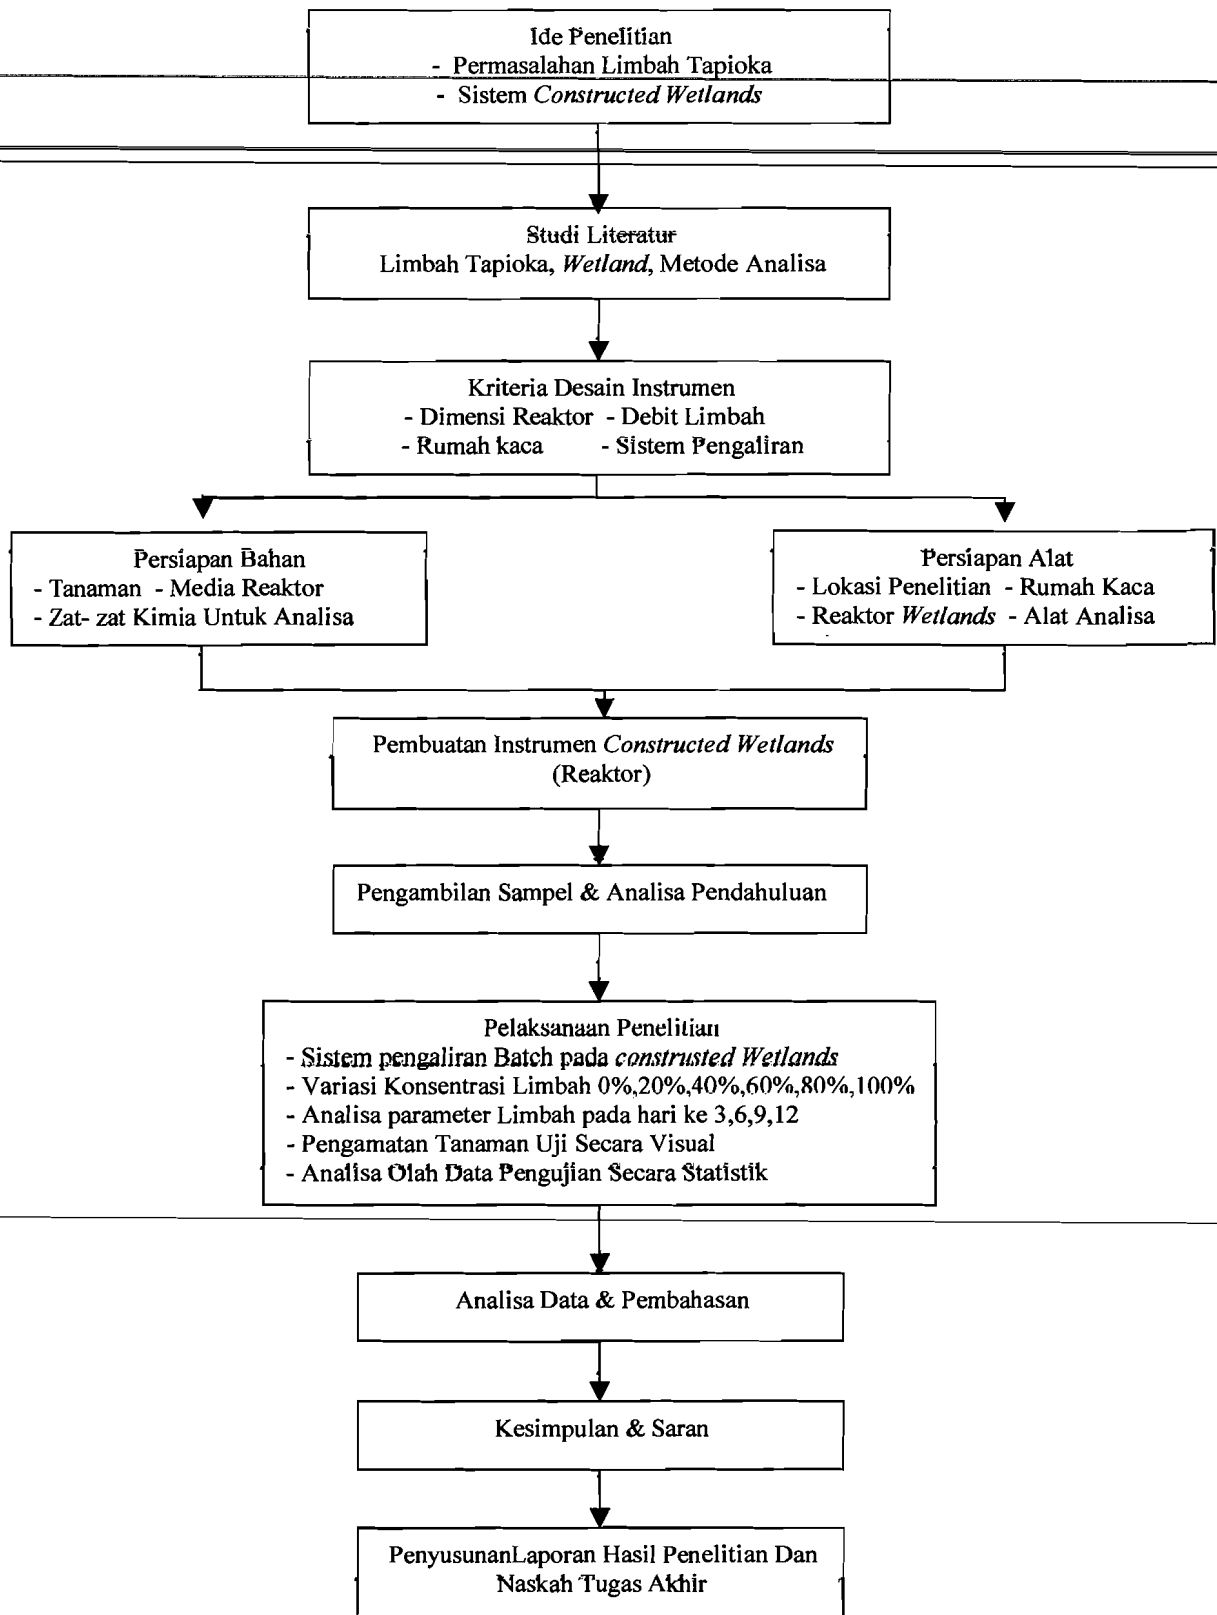 Ide Penelitian
- Permasalahan Limbah Tapioka
- Sistem Constructed Wetlands
Studi Literatur
Limbah Tapioka, Wetland, Metode Analisa
Kriteria Desain Instrumen
- Dimensi Reaktor - Debit Limbah
- Rumah kaca - Sistem Pengaliran
Persiapan Bahan
- Tanaman - Media Reaktor
- Zat- zat Kimia Untuk Analisa
Persiapan Alat
- Lokasi Penelitian - Rumah Kaca
- Reaktor Wetlands - Alat Analisa
Pembuatan Instrumen Constructed Wetlands
(Reaktor)
Pengambilan Sampel & Analisa Pendahuluan
Pelaksanaan Penelitian
- Sistem pengaliran Batch pada construsted Wetlands
- Variasi Konsentrasi Limbah 0%,20%,40%,60%,80%,100%
- Analisa parameter Limbah pada hari ke 3,6,9,12
- Pengamatan Tanaman Uji Secara Visual
- Analisa Olah Data Pengujian Secara Statistik
Analisa Data & Pembahasan
Kesimpulan & Saran
PenyusunanLaporan Hasil Penelitian Dan
Naskah Tugas Akhir